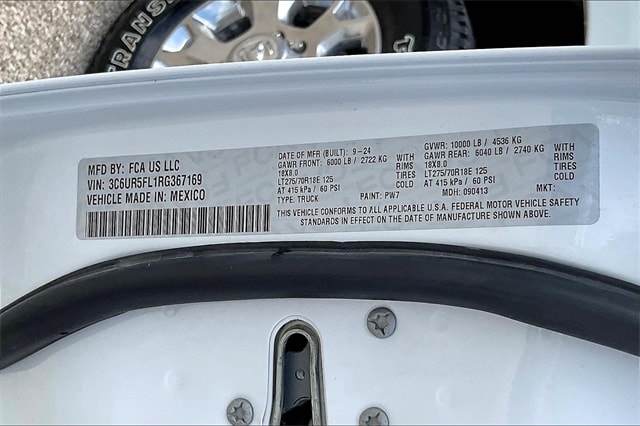 TRANS
MFD BY: FCA US LLC
VIN: 3C6UR5FL1RG367169
VEHICLE MADE IN: MEXICO
DATE OF MFR (BUILT): 9-24
GAWR FRONT: 6000 LB / 2722 KG WITH
18X8.0 RIMS
LT275/70R18E 125 TIRES
AT 415 kPa / 60 PSI COLD
TYPE: TRUCK PAINT: PW7
GVWR: 10000 LB / 4536 KG
GAWR REAR: 6040 LB / 2740 KG WITH
18X8.0 RIMS
LT275/70R18E 125 TIRES
AT 415 kPa / 60 PSI COLD
MDH: 090413 MKT:
THIS VEHICLE CONFORMS TO ALL APPLICABLE U.S.A. FEDERAL MOTOR VEHICLE SAFETY
STANDARDS IN EFFECT ON THE DATE OF MANUFACTURE SHOWN ABOVE.